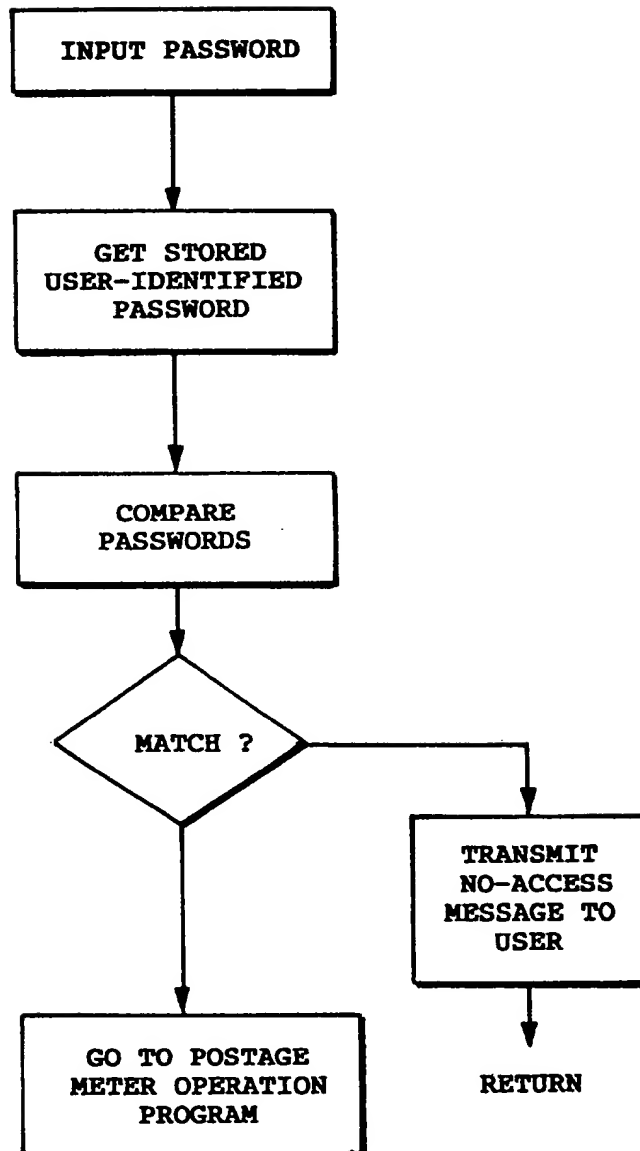 INPUT PASSWORD
GET STORED
USER-IDENTIFIED
PASSWORD
COMPARE
PASSWORDS
MATCH ?
TRANSMIT
NO-ACCESS
MESSAGE TO
USER
GO TO POSTAGE
METER OPERATION
PROGRAM
RETURN